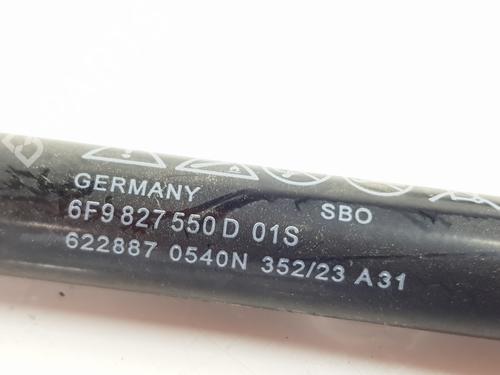 GERMANY
SBO
6F9 827 550 D 01S
622887 0540N 352/23 A31